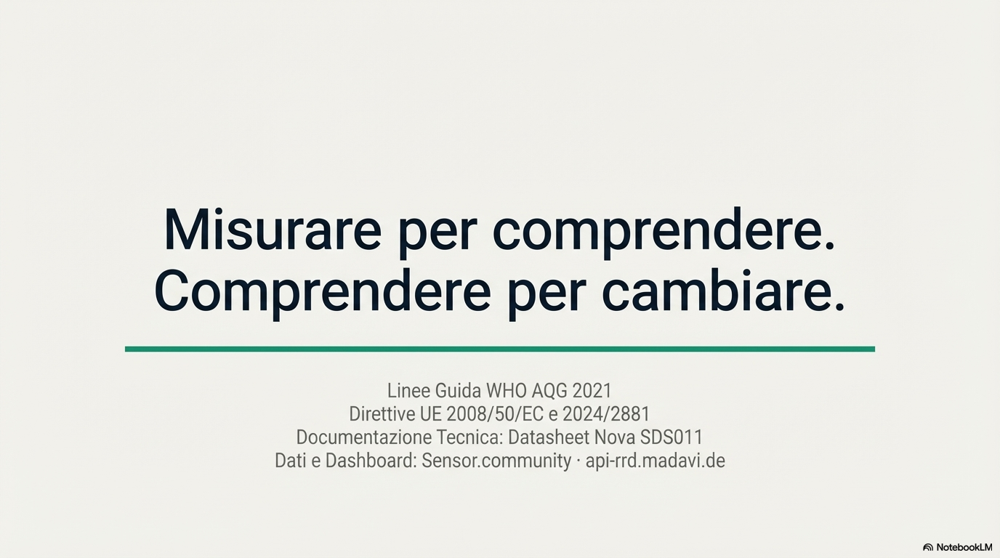 Misurare per comprendere.
Comprendere per cambiare.
Linee Guida WHO AQG 2021
Direttive UE 2008/50/EC e 2024/2881
Documentazione Tecnica: Datasheet Nova SDS011
Dati e Dashboard: Sensor.community · api-rrd.madavi.de
NotebookLM